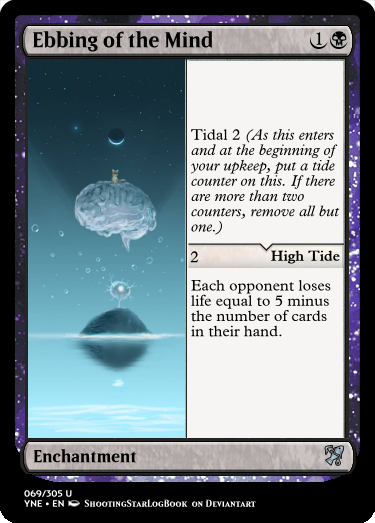 Ebbing of the Mind 1
Tidal 2 (As this enters
and at the beginning of
your upkeep, put a tide
counter on this. If there
are more than two
counters, remove all but
one.)
2 High Tide
Each opponent loses
life equal to 5 minus
the number of cards
in their hand.
Enchantment
069/305 U
YNE • EN ShootingStarLogBook on Deviantart